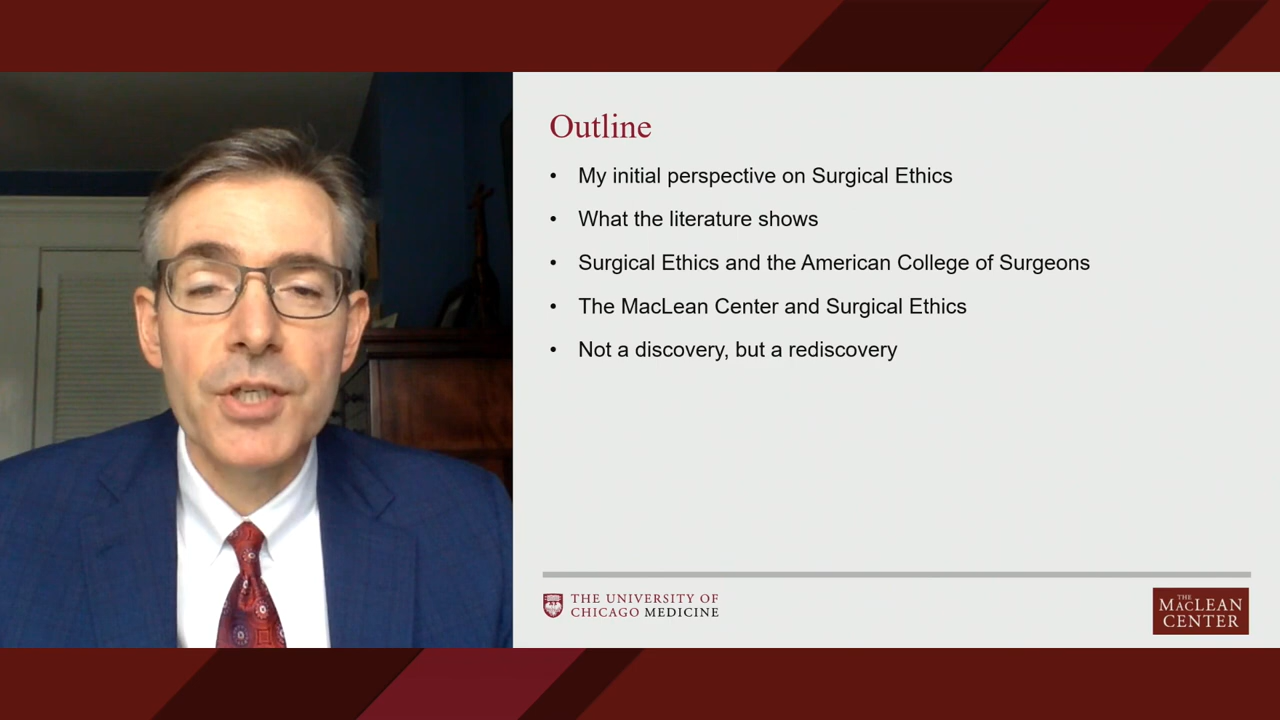 Outline
• My initial perspective on Surgical Ethics
• What the literature shows
• Surgical Ethics and the American College of Surgeons
• The MacLean Center and Surgical Ethics
• Not a discovery, but a rediscovery
THE UNIVERSITY OF
CHICAGO MEDICINE
THE
MACLEAN
CENTER